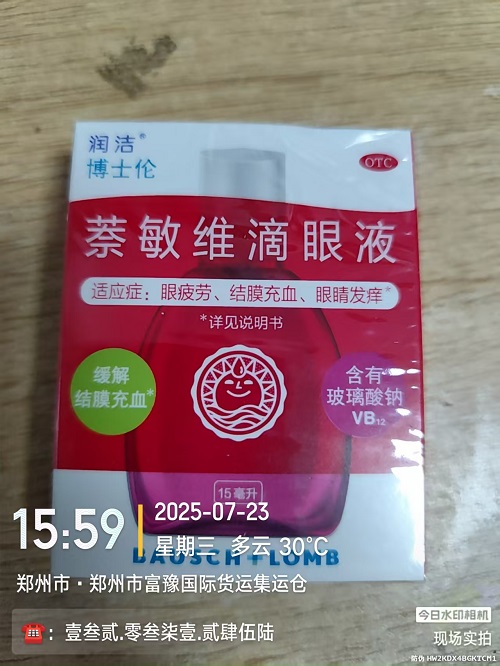 润洁®
博士伦
OTC
萘敏维滴眼液
适应症：眼疲劳、结膜充血、眼睛发痒*
*详见说明书
缓解
结膜充血*
含有
玻璃酸钠
VB12
15毫升
BAUSCH + LOMB
15:59
2025-07-23
星期三 多云 30℃
郑州市·郑州市富豫国际货运集运仓
☎：壹叁贰.零叁柒壹.贰肆伍陆
今日水印相机
现场实拍
防伪 HW2KDX4BGKTCM1